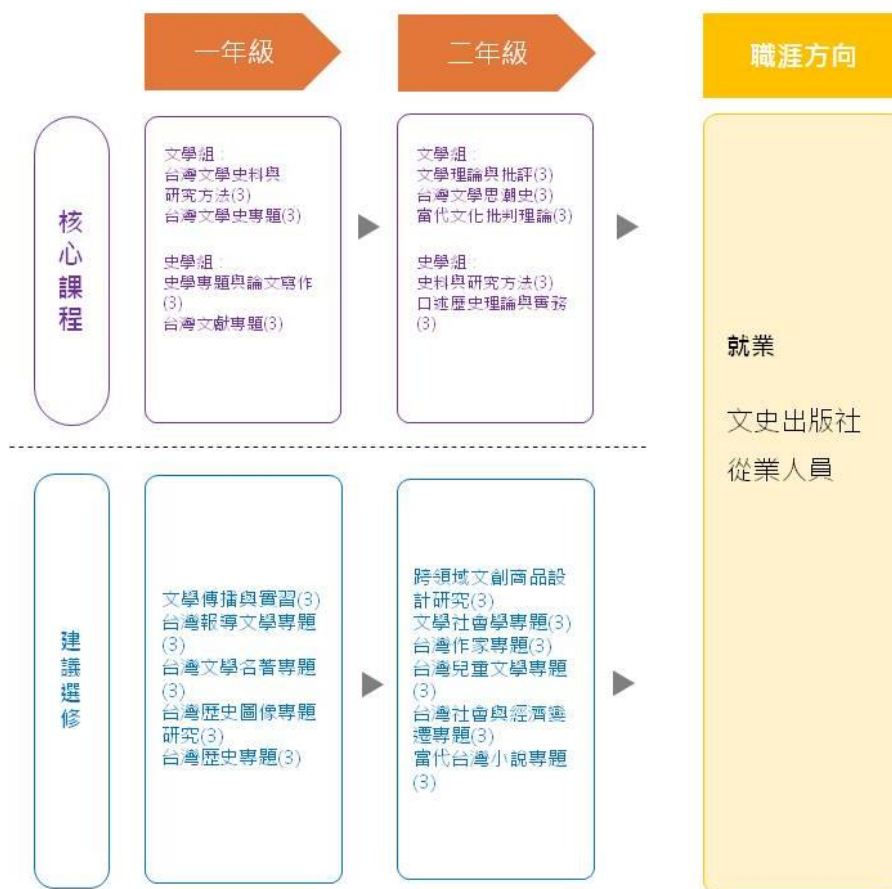 一年級
二年級
職涯方向
核心課程
文學組：
台灣文學史料與
研究方法(3)
台灣文學史專題(3)
史學組：
史學專題與論文寫作
(3)
台灣文獻專題(3)
文學組：
文學理論與批評(3)
台灣文學思潮史(3)
當代文化批判理論(3)
史學組：
史料與研究方法(3)
口述歷史理論與實務
(3)
就業
文史出版社
從業人員
建議選修
文學傳播與實習(3)
台灣報導文學專題
(3)
台灣文學名著專題
(3)
台灣歷史圖像專題
研究(3)
台灣歷史專題(3)
跨領域文創商品設
計研究(3)
文學社會學專題(3)
台灣作家專題(3)
台灣兒童文學專題
(3)
台灣社會與經濟變
遷專題(3)
當代台灣小說專題
(3)